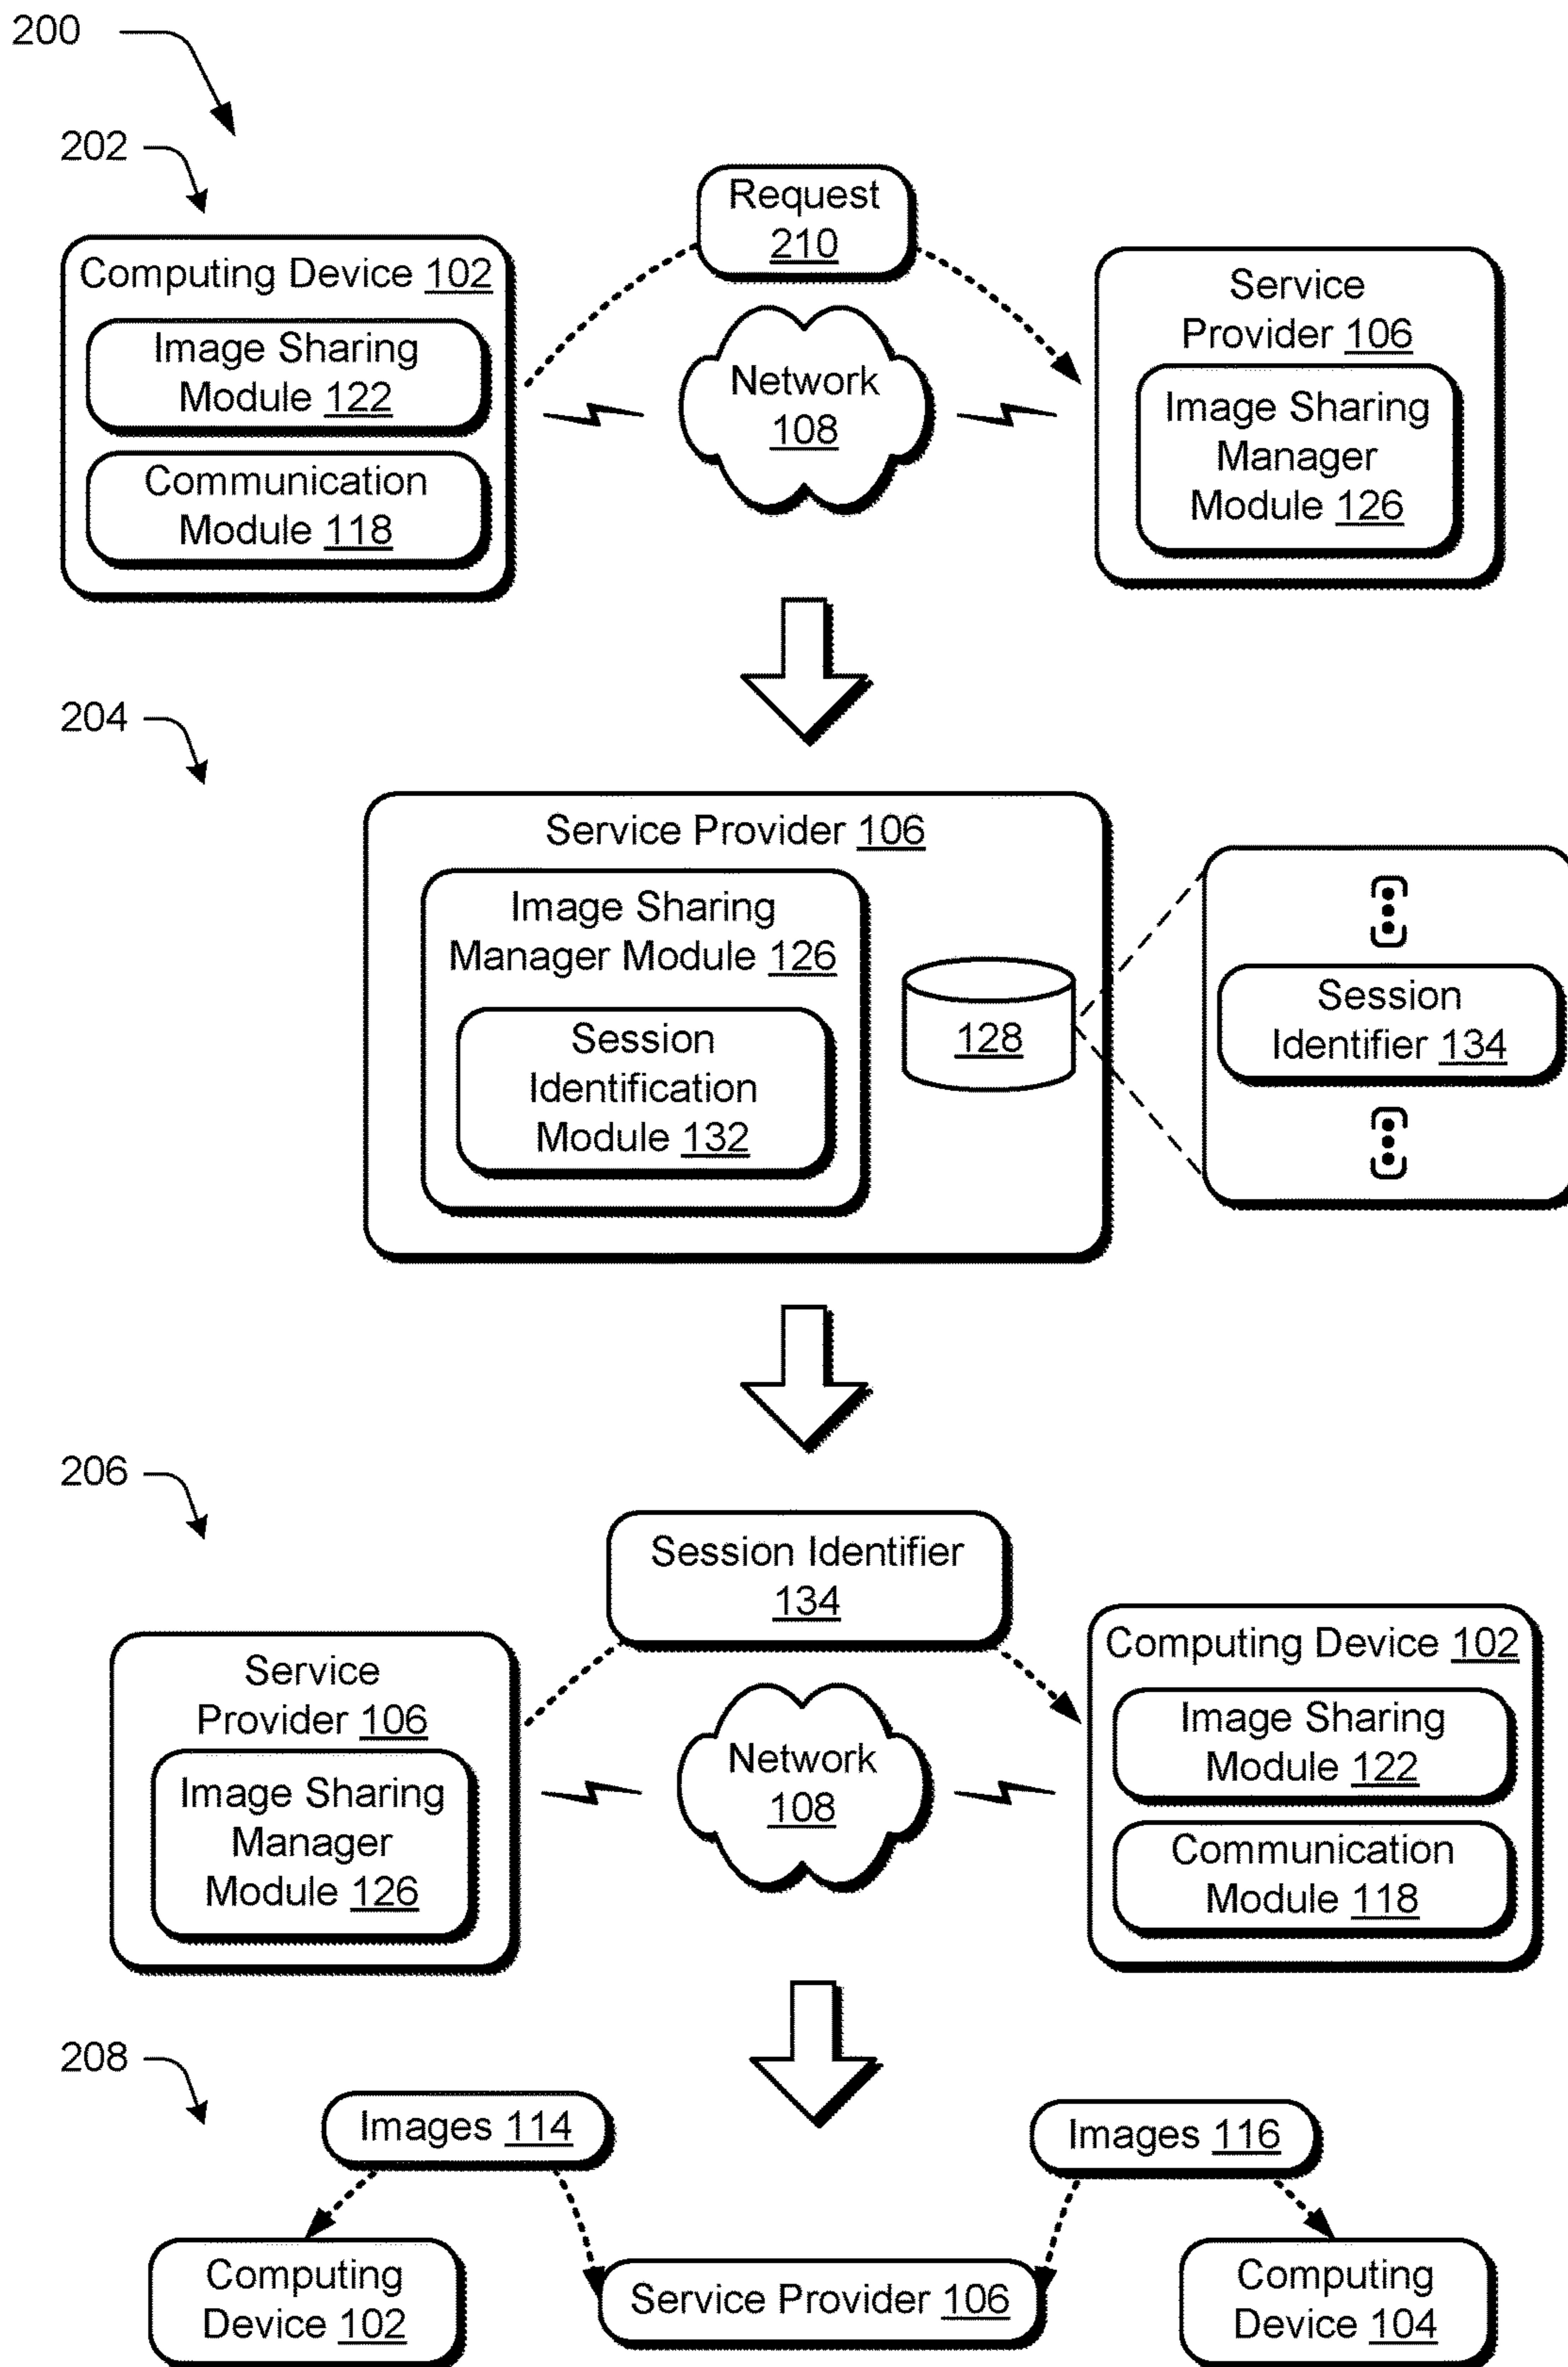 200
202
Request
210
Computing Device 102
Image Sharing
Module 122
Communication
Module 118
Network
108
Service
Provider 106
Image Sharing
Manager
Module 126
204
Service Provider 106
Image Sharing
Manager Module 126
Session
Identification
Module 132
128
Session
Identifier 134
206
Session Identifier
134
Service
Provider 106
Image Sharing
Manager
Module 126
Network
108
Computing Device 102
Image Sharing
Module 122
Communication
Module 118
208
Images 114
Images 116
Computing
Device 102
Service Provider 106
Computing
Device 104